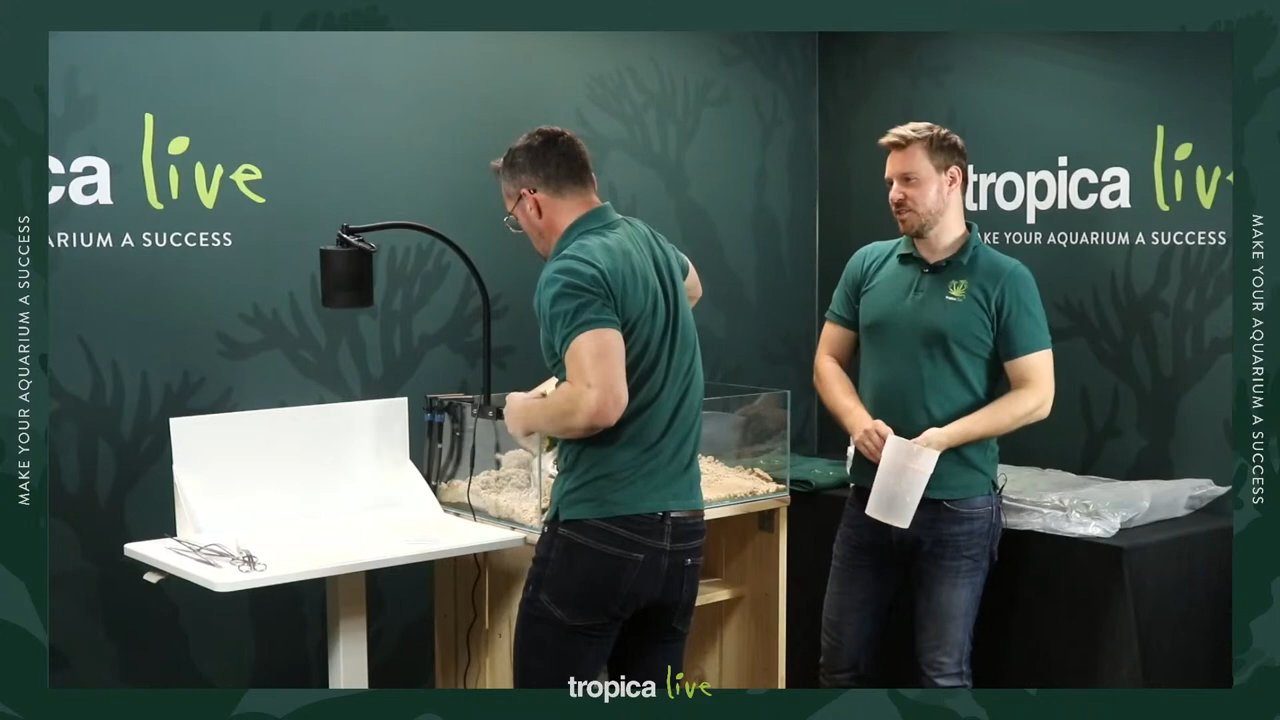 ca live
ARIUM A SUCCESS
tropica liv
KE YOUR AQUARIUM A SUCCESS
MAKE YOUR AQUARIUM A SUCCESS
MAKE YOUR AQUARIUM A SUCCESS
tropica live